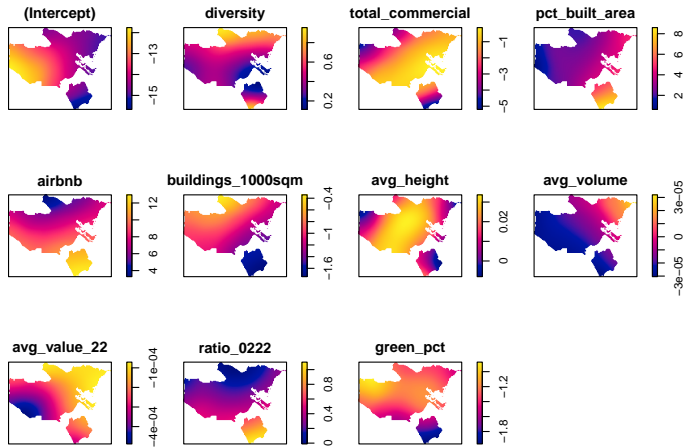 (Intercept)
−13
−15
diversity
0.6
0.2
total_commercial
−1
−3
−5
pct_built_area
8
6
4
2
airbnb
12
10
8
6
4
buildings_1000sqm
−0.4
−1
−1.6
avg_height
0.02
0
avg_volume
3e−05
0
−3e−05
avg_value_22
−1e−04
−4e−04
ratio_0222
0.8
0.4
0
green_pct
−1.2
−1.8